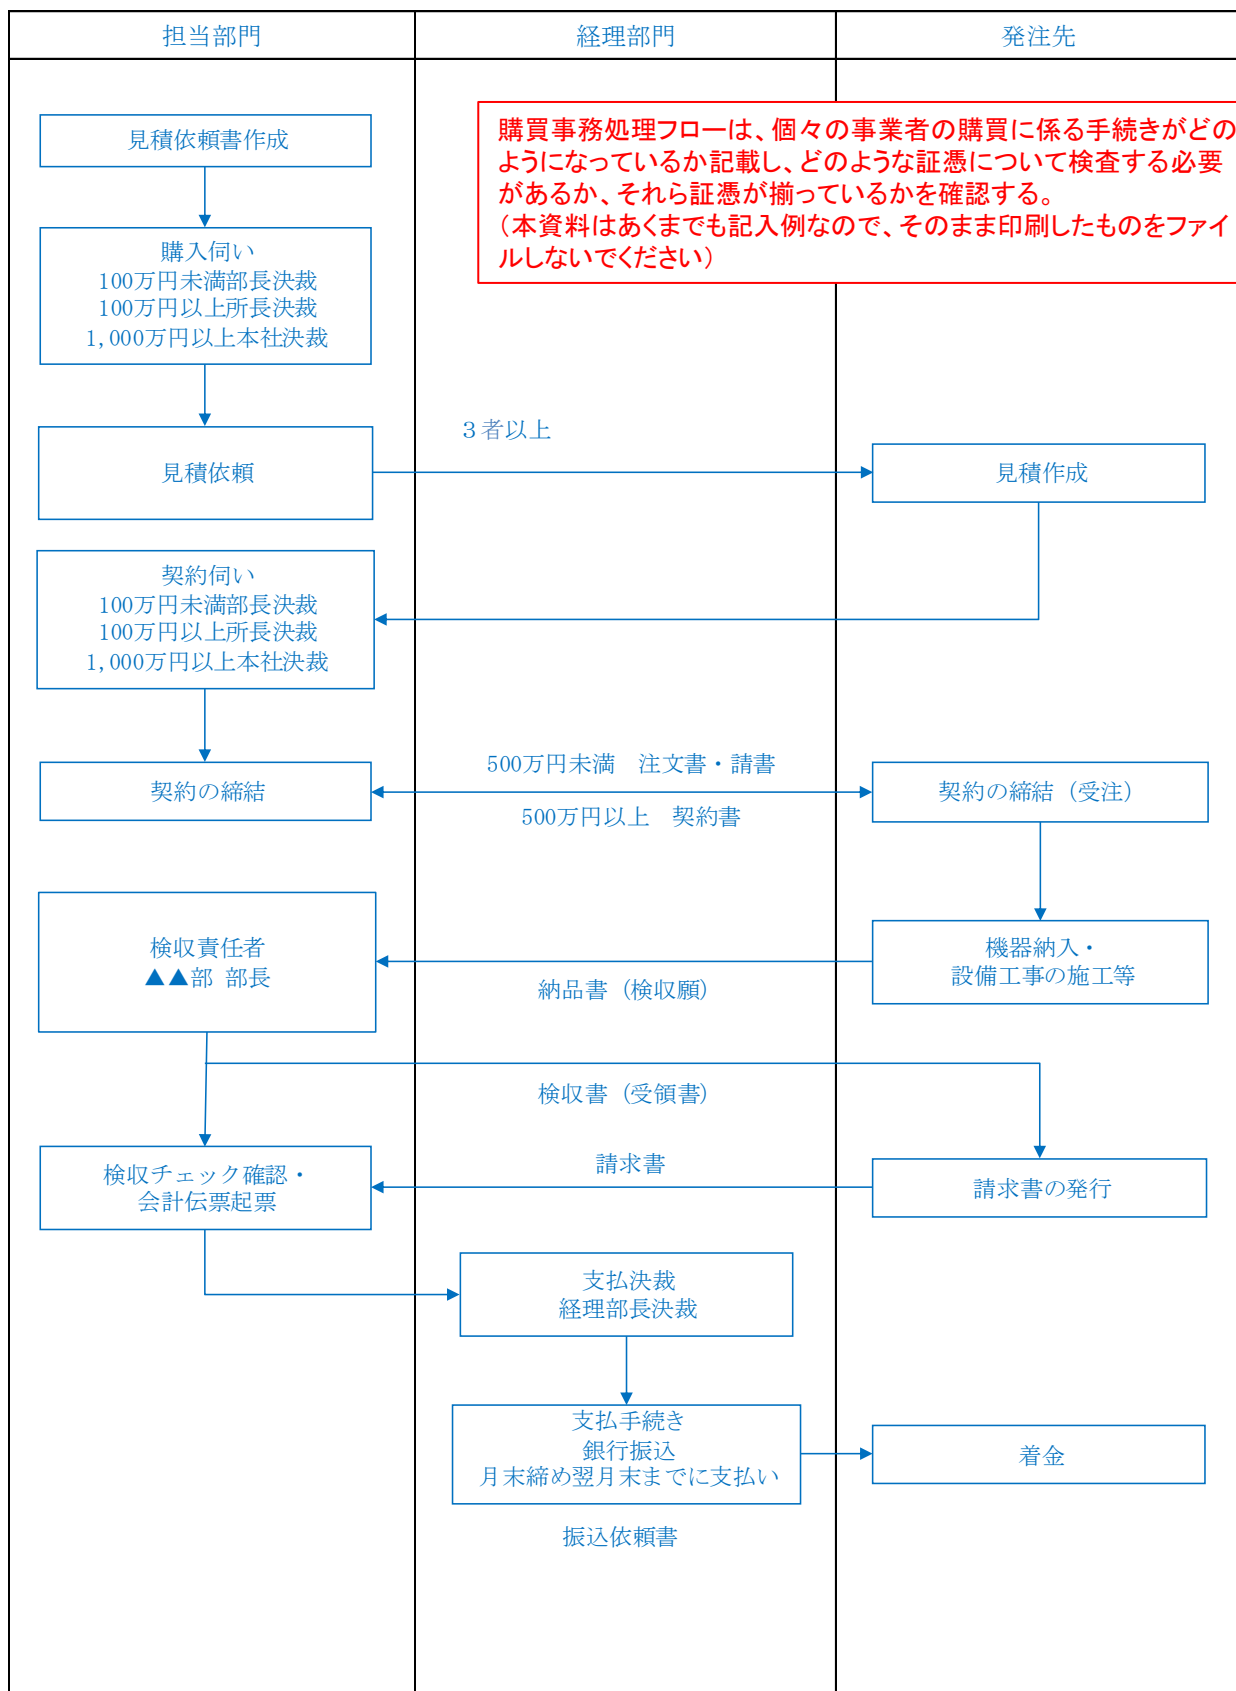 担当部門
経理部門
発注先
見積依頼書作成
購買事務処理フローは、個々の事業者の購買に係る手続きがどの
ようになっているか記載し、どのような証憑について検査する必要
があるか、それら証憑が揃っているかを確認する。
（本資料はあくまでも記入例なので、そのまま印刷したものをファイ
ルしないでください）
購入伺い
100万円未満部長決裁
100万円以上所長決裁
1,000万円以上本社決裁
３者以上
見積依頼
見積作成
契約伺い
100万円未満部長決裁
100万円以上所長決裁
1,000万円以上本社決裁
500万円未満　注文書・請書
契約の締結
契約の締結（受注）
500万円以上　契約書
検収責任者
▲▲部 部長
機器納入・
設備工事の施工等
納品書（検収願）
検収書（受領書）
請求書
検収チェック確認・
会計伝票起票
請求書の発行
支払決裁
経理部長決裁
支払手続き
銀行振込
月末締め翌月末までに支払い
着金
振込依頼書